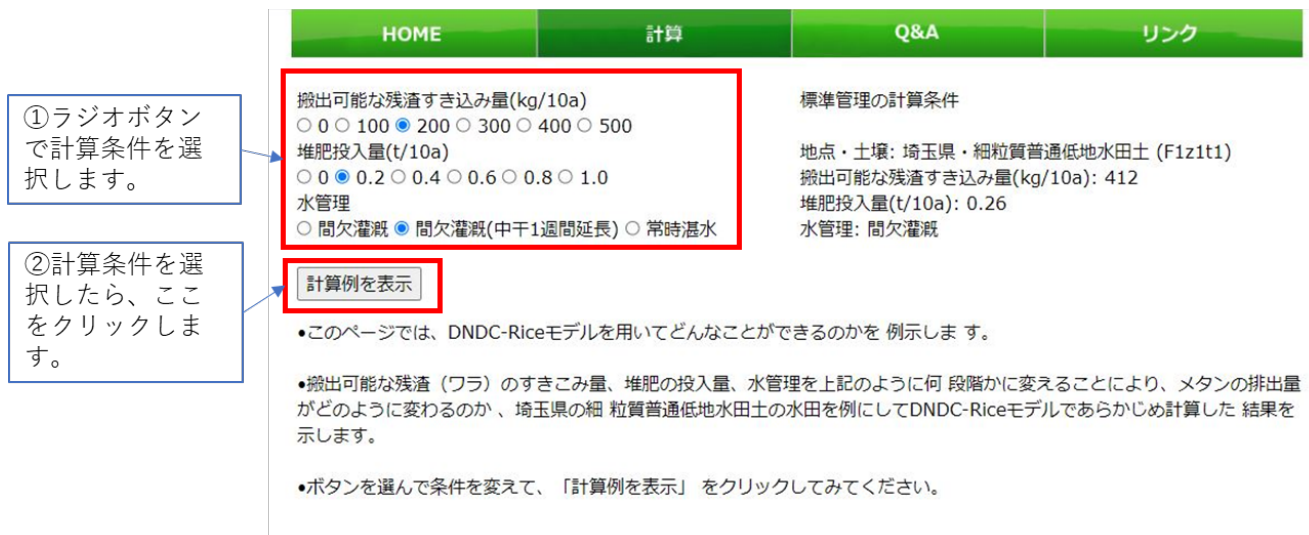 HOME
計算
Q&A
リンク
①ラジオボタン
で計算条件を選
択します。
搬出可能な残渣すき込み量(kg/10a)
0 100 200 300 400 500
堆肥投入量(t/10a)
0 0.2 0.4 0.6 0.8 1.0
水管理
間欠灌漑 間欠灌漑(中干1週間延長) 常時湛水
標準管理の計算条件
地点・土壌: 埼玉県・細粒質普通低地水田土 (F1z1t1)
搬出可能な残渣すき込み量(kg/10a): 412
堆肥投入量(t/10a): 0.26
水管理: 間欠灌漑
②計算条件を選
択したら、ここ
をクリックしま
す。
計算例を表示
•このページでは、DNDC-Riceモデルを用いてどんなことができるのかを 例示しま す。
•搬出可能な残渣（ワラ）のすきこみ量、堆肥の投入量、水管理を上記のように何 段階かに変えることにより、メタンの排出量
がどのように変わるのか 、埼玉県の細 粒質普通低地水田土の水田を例にしてDNDC-Riceモデルであらかじめ計算した 結果を
示します。
•ボタンを選んで条件を変えて、「計算例を表示」 をクリックしてみてください。